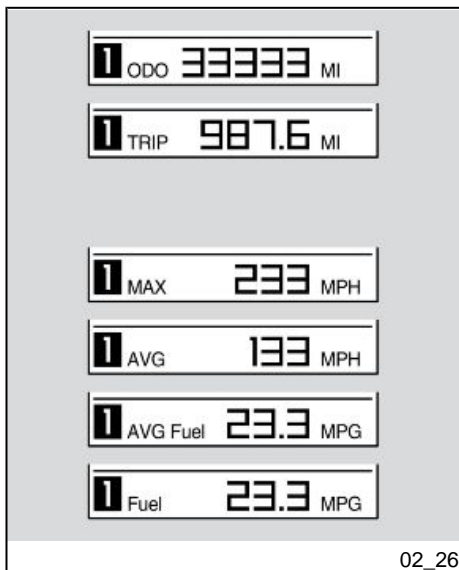 1 ODO 33333 MI
1 TRIP 987.6 MI
1 MAX 233 MPH
1 AVG 133 MPH
1 AVG Fuel 23.3 MPG
1 Fuel 23.3 MPG
02_26